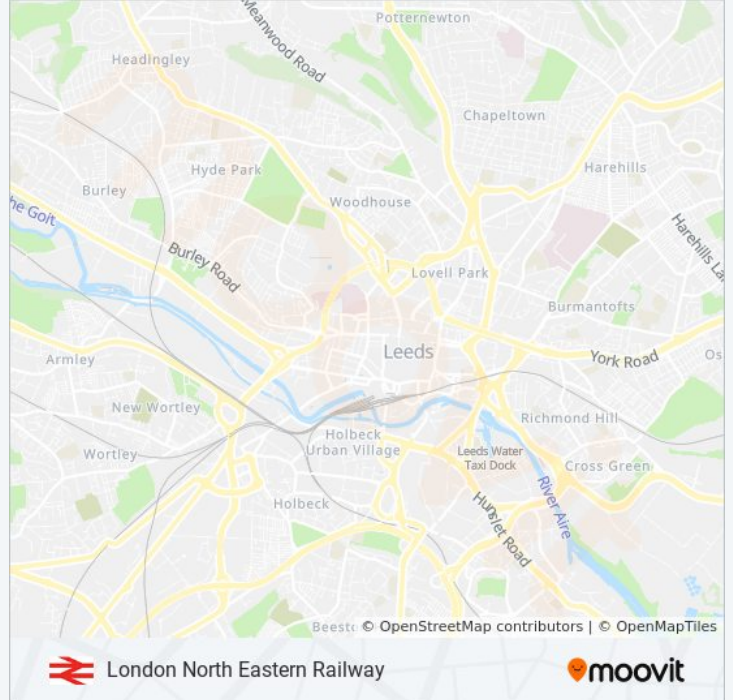 Meanwood Road
Potternewton
Headingley
Chapeltown
Hyde Park
Harehills
Burley
Woodhouse
he Goit
Harehills La
Burley Road
Lovell Park
Burmantofts
Leeds
York Road
Os
Armley
New Wortley
Richmond Hill
Holbeck
Urban Village
Wortley
Leeds Water
Taxi Dock
Cross Green
River Aire
Holbeck
Hunslet Road
Beesto
© OpenStreetMap contributors | © OpenMapTiles
London North Eastern Railway
moovit